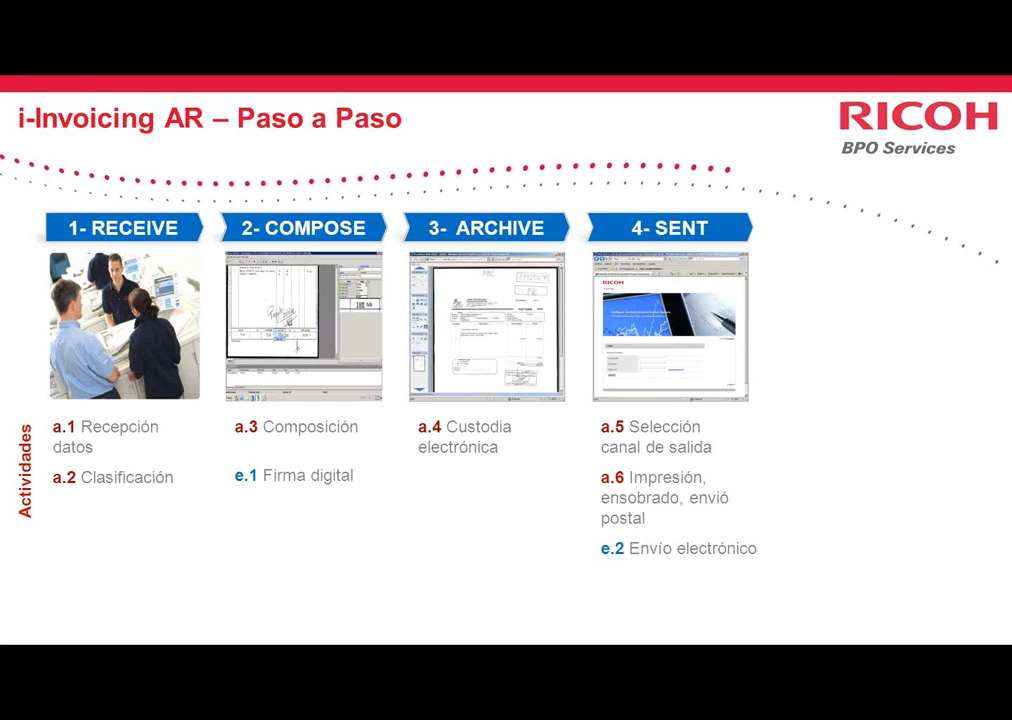 i-Invoicing AR – Paso a Paso
RICOH
BPO Services
1- RECEIVE
2- COMPOSE
3- ARCHIVE
4- SENT
RICOH
Actividades
a.1 Recepción
datos
a.2 Clasificación
a.3 Composición
e.1 Firma digital
a.4 Custodia
electrónica
a.5 Selección
canal de salida
a.6 Impresión,
ensobrado, envió
postal
e.2 Envío electrónico